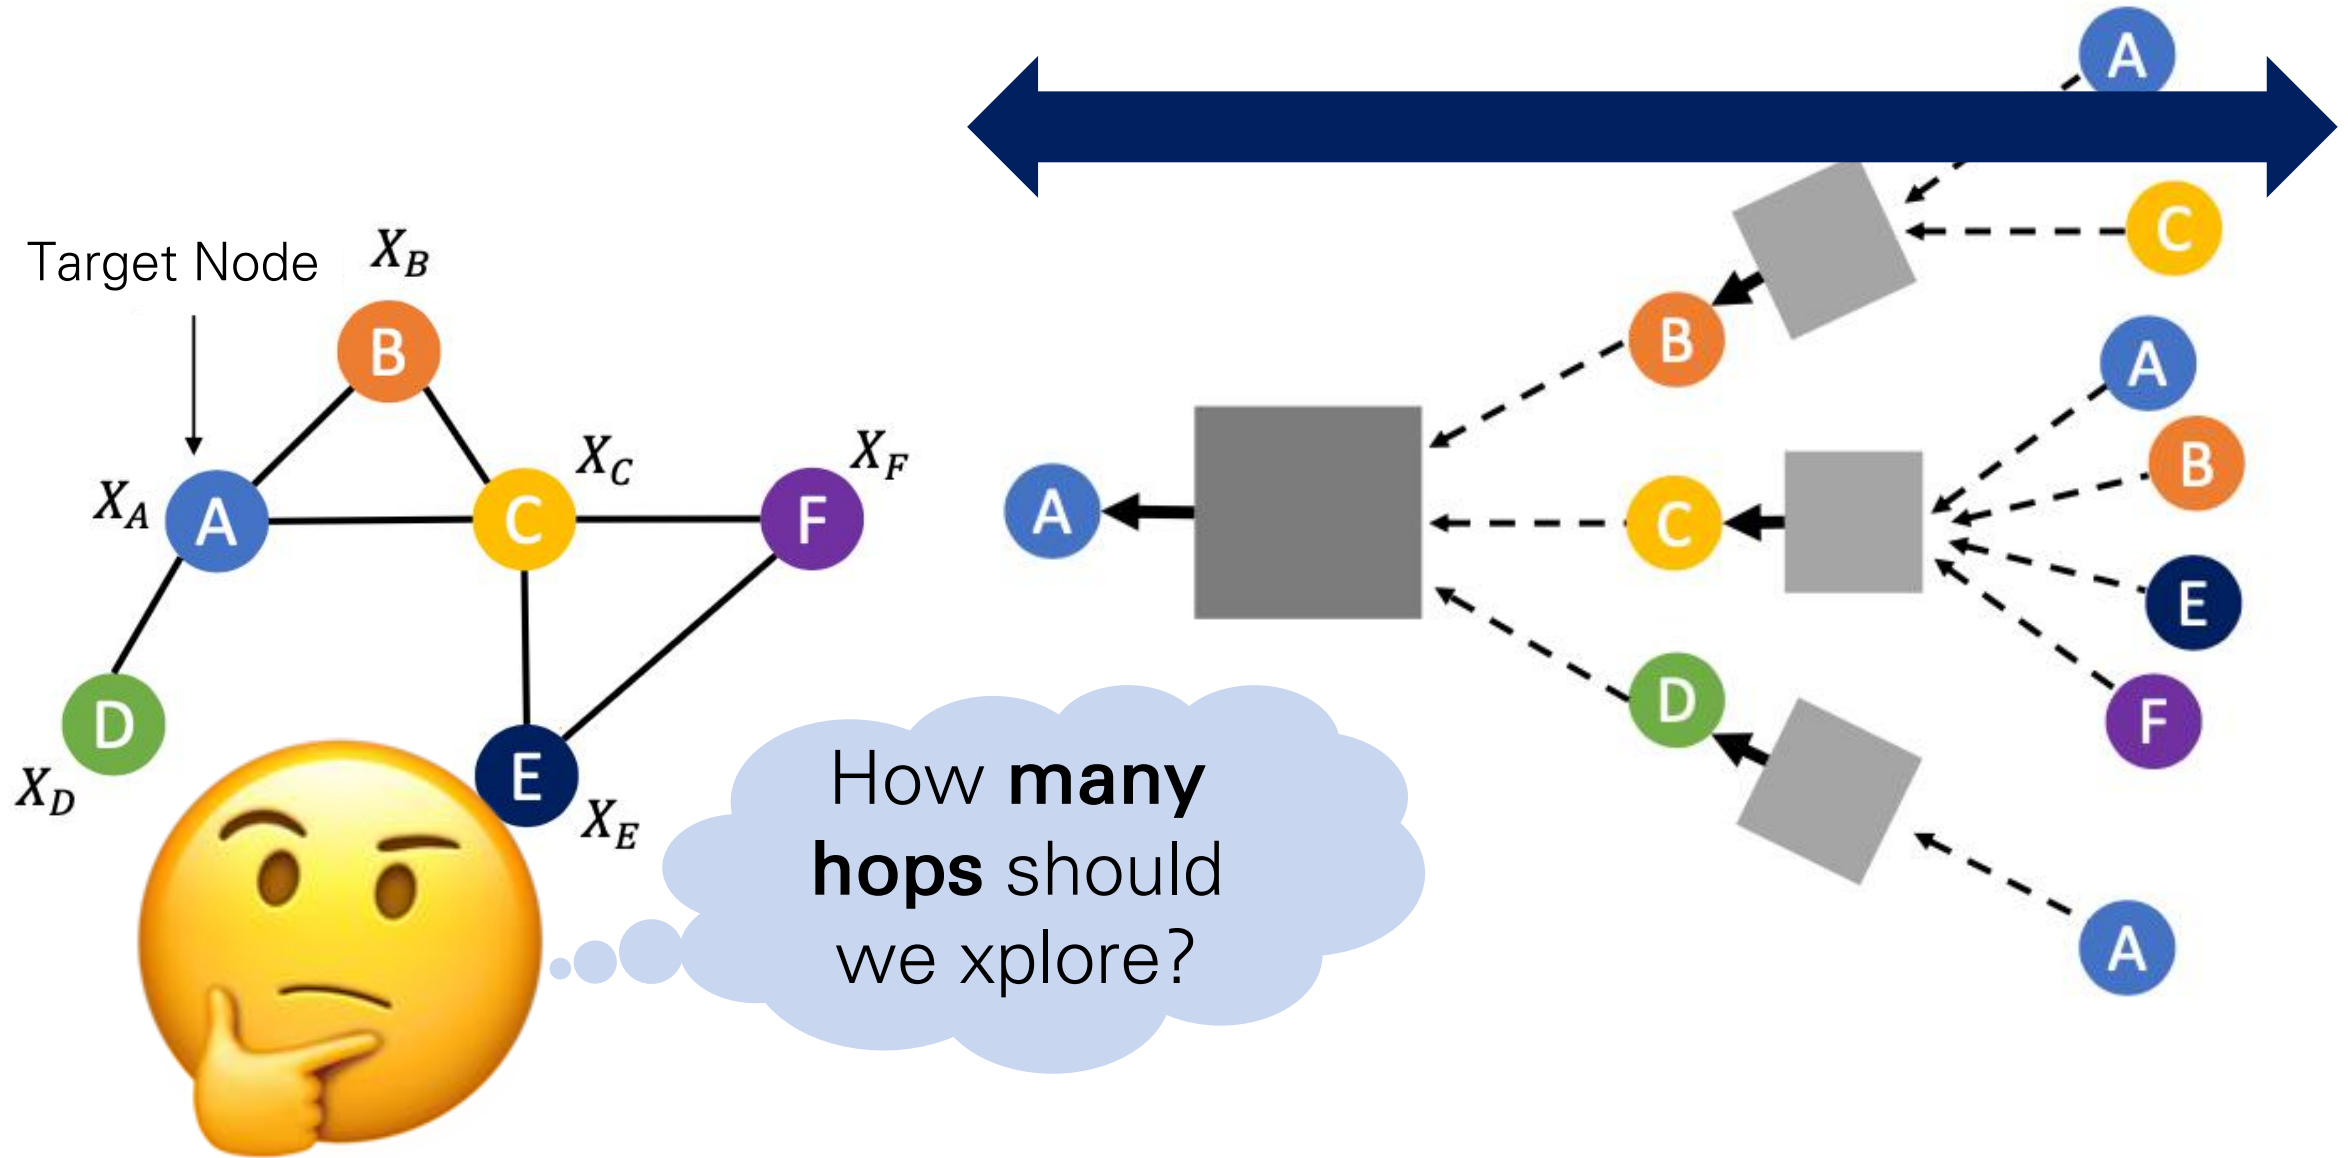 Target Node
X_B
B
X_A
A
X_C
C
X_F
F
D
X_D
E
X_E
How many
hops should
we xplore?
A
B
C
D
A
C
A
B
E
F
A